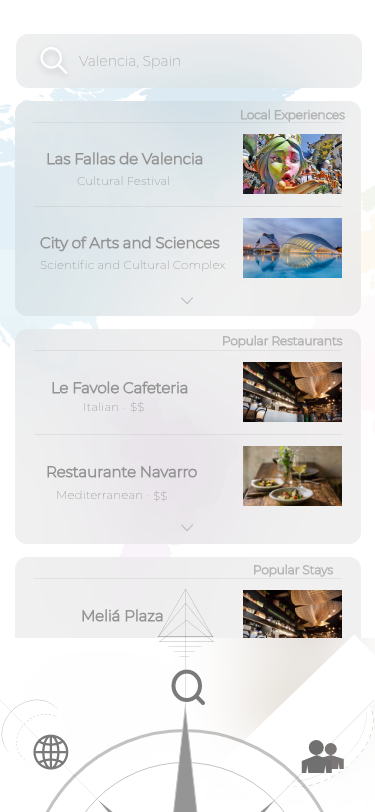 Valencia, Spain
Local Experiences
Las Fallas de Valencia
Cultural Festival
City of Arts and Sciences
Scientific and Cultural Complex
Popular Restaurants
Le Favole Cafeteria
Italian · $$
Restaurante Navarro
Mediterranean · $$
Popular Stays
Meliá Plaza